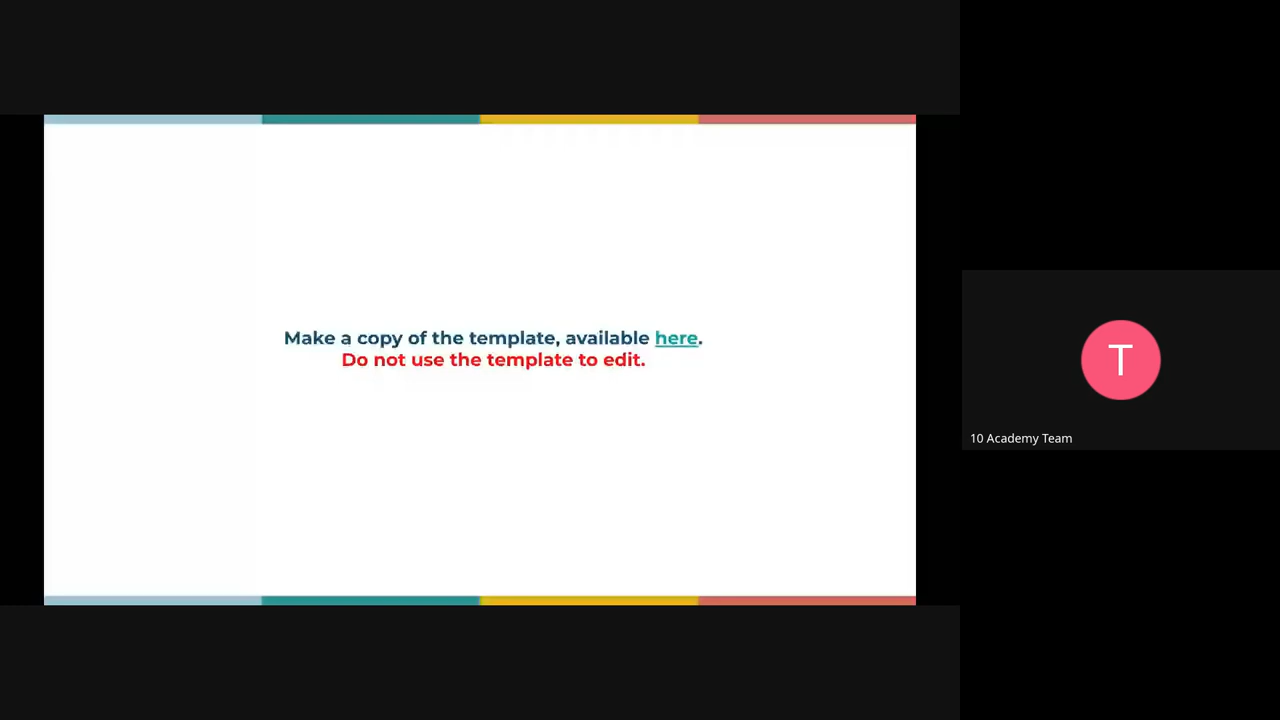 Make a copy of the template, available here.
Do not use the template to edit.
T
10 Academy Team